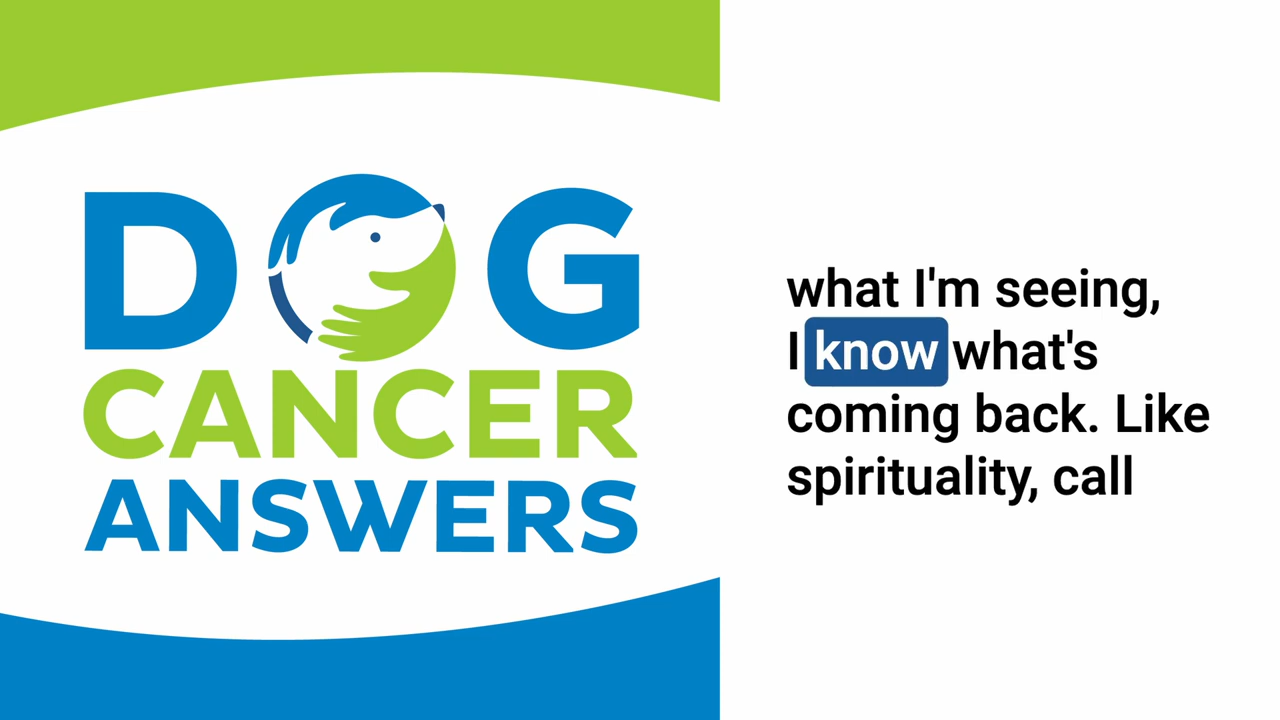 DOG
CANCER
ANSWERS
what I'm seeing,
I know what's
coming back. Like
spirituality, call